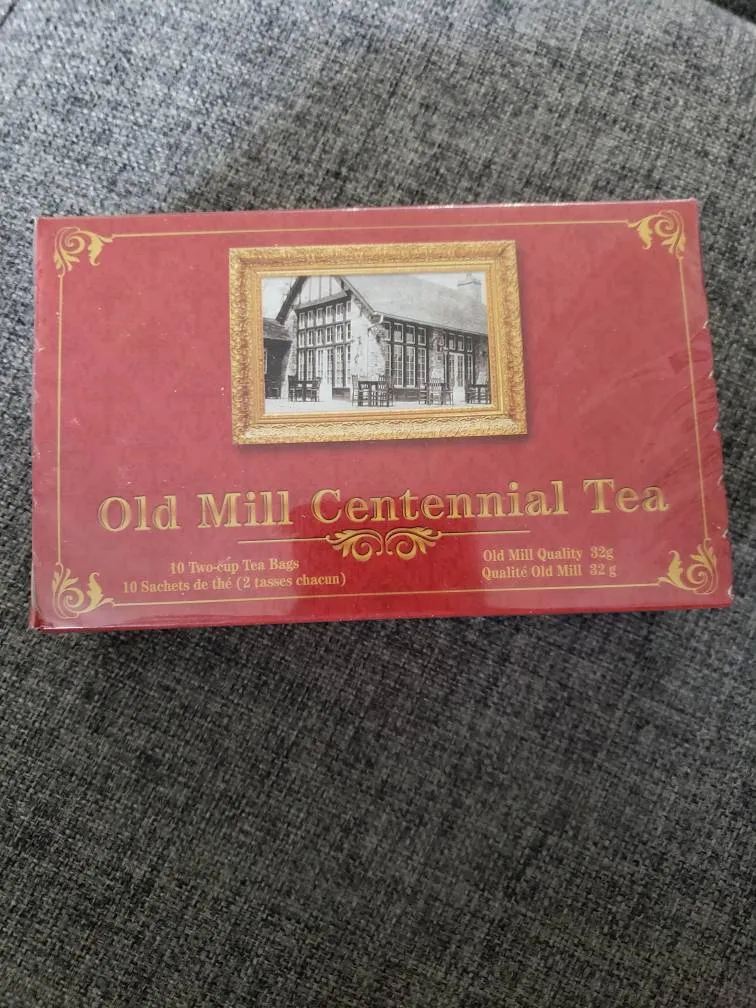 Old Mill Centennial Tea
10 Two-cup Tea Bags
10 Sachets de thé (2 tasses chacun)
Old Mill Quality 32g
Qualité Old Mill 32 g